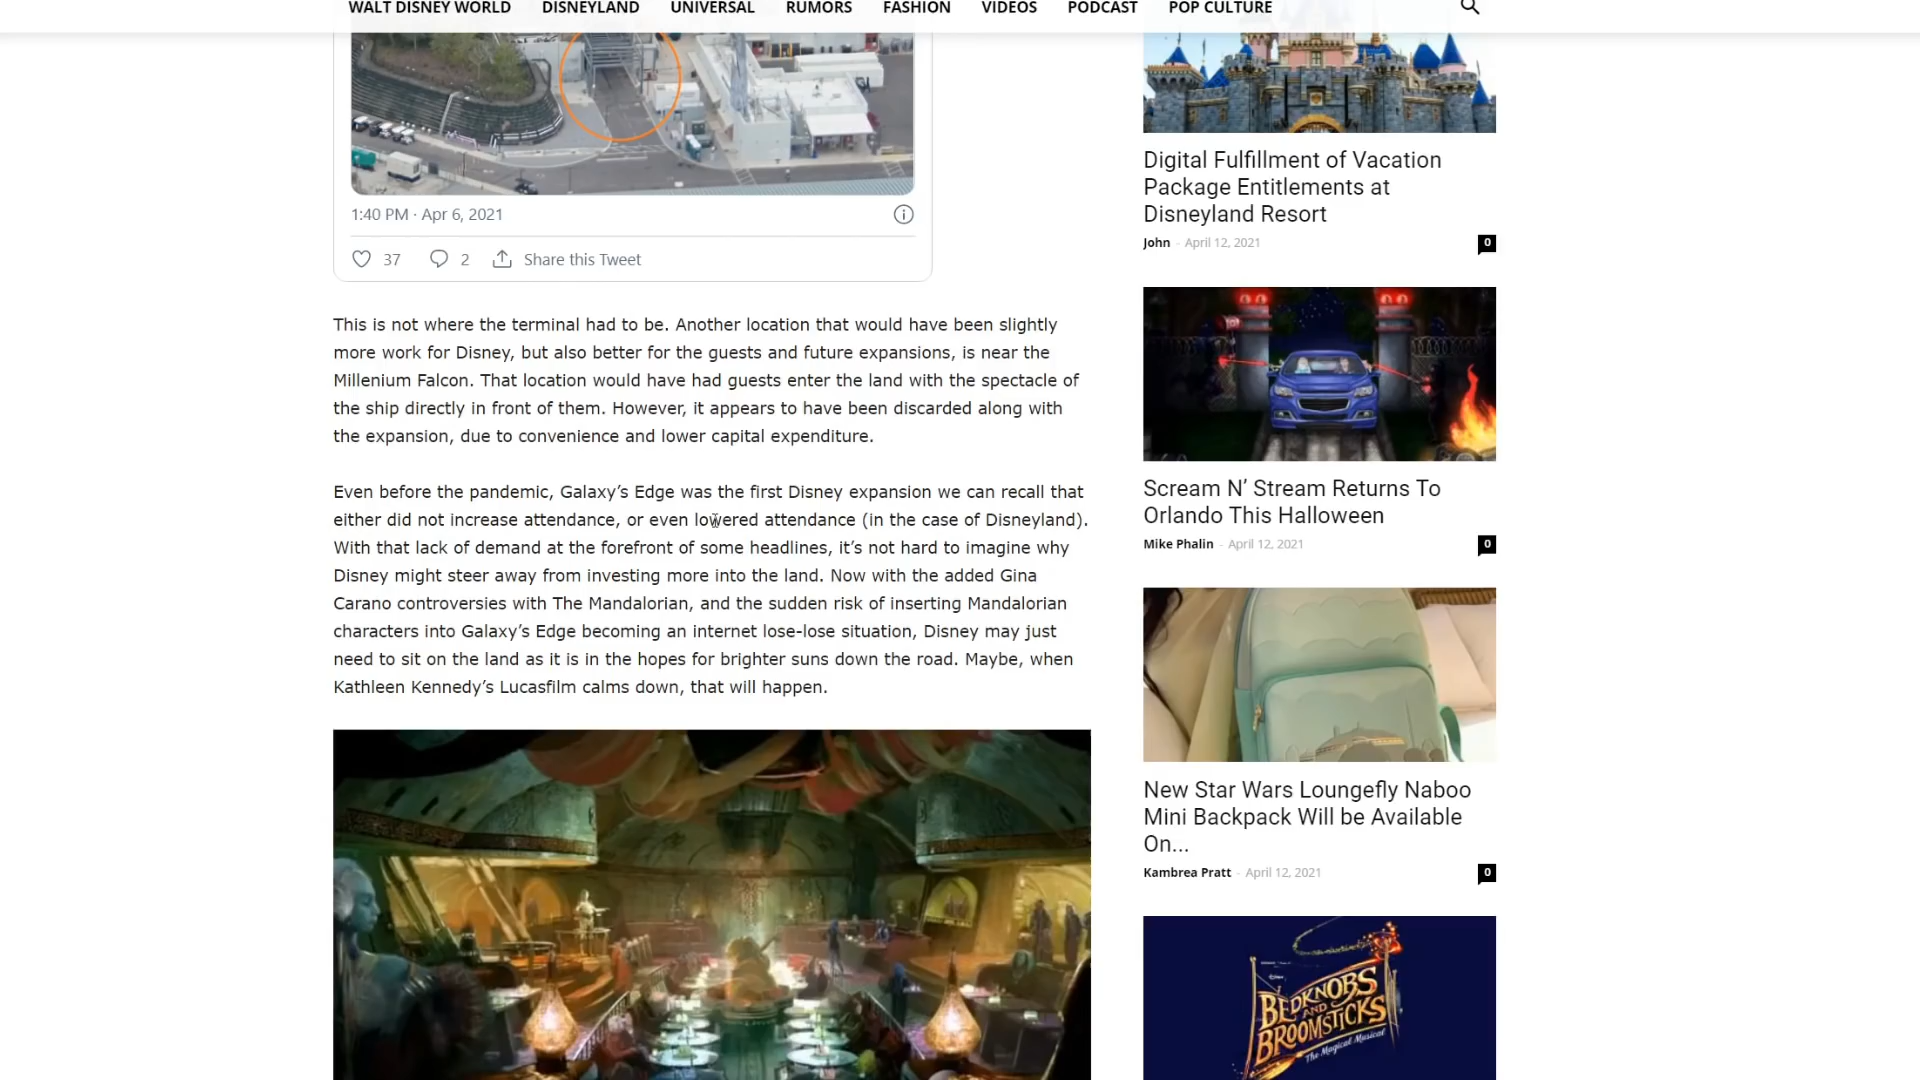 WALT DISNEY WORLD DISNEYLAND UNIVERSAL RUMORS FASHION VIDEOS PODCAST POP CULTURE
1:40 PM · Apr 6, 2021
37 2 Share this Tweet
This is not where the terminal had to be. Another location that would have been slightly
more work for Disney, but also better for the guests and future expansions, is near the
Millenium Falcon. That location would have had guests enter the land with the spectacle of
the ship directly in front of them. However, it appears to have been discarded along with
the expansion, due to convenience and lower capital expenditure.
Even before the pandemic, Galaxy’s Edge was the first Disney expansion we can recall that
either did not increase attendance, or even lowered attendance (in the case of Disneyland).
With that lack of demand at the forefront of some headlines, it’s not hard to imagine why
Disney might steer away from investing more into the land. Now with the added Gina
Carano controversies with The Mandalorian, and the sudden risk of inserting Mandalorian
characters into Galaxy’s Edge becoming an internet lose-lose situation, Disney may just
need to sit on the land as it is in the hopes for brighter suns down the road. Maybe, when
Kathleen Kennedy’s Lucasfilm calms down, that will happen.
Digital Fulfillment of Vacation
Package Entitlements at
Disneyland Resort
John - April 12, 2021 0
Scream N’ Stream Returns To
Orlando This Halloween
Mike Phalin - April 12, 2021 0
New Star Wars Loungefly Naboo
Mini Backpack Will be Available
On...
Kambrea Pratt - April 12, 2021 0
Disney
BEDKNOBS
AND
BROOMSTICKS
The Magical Musical